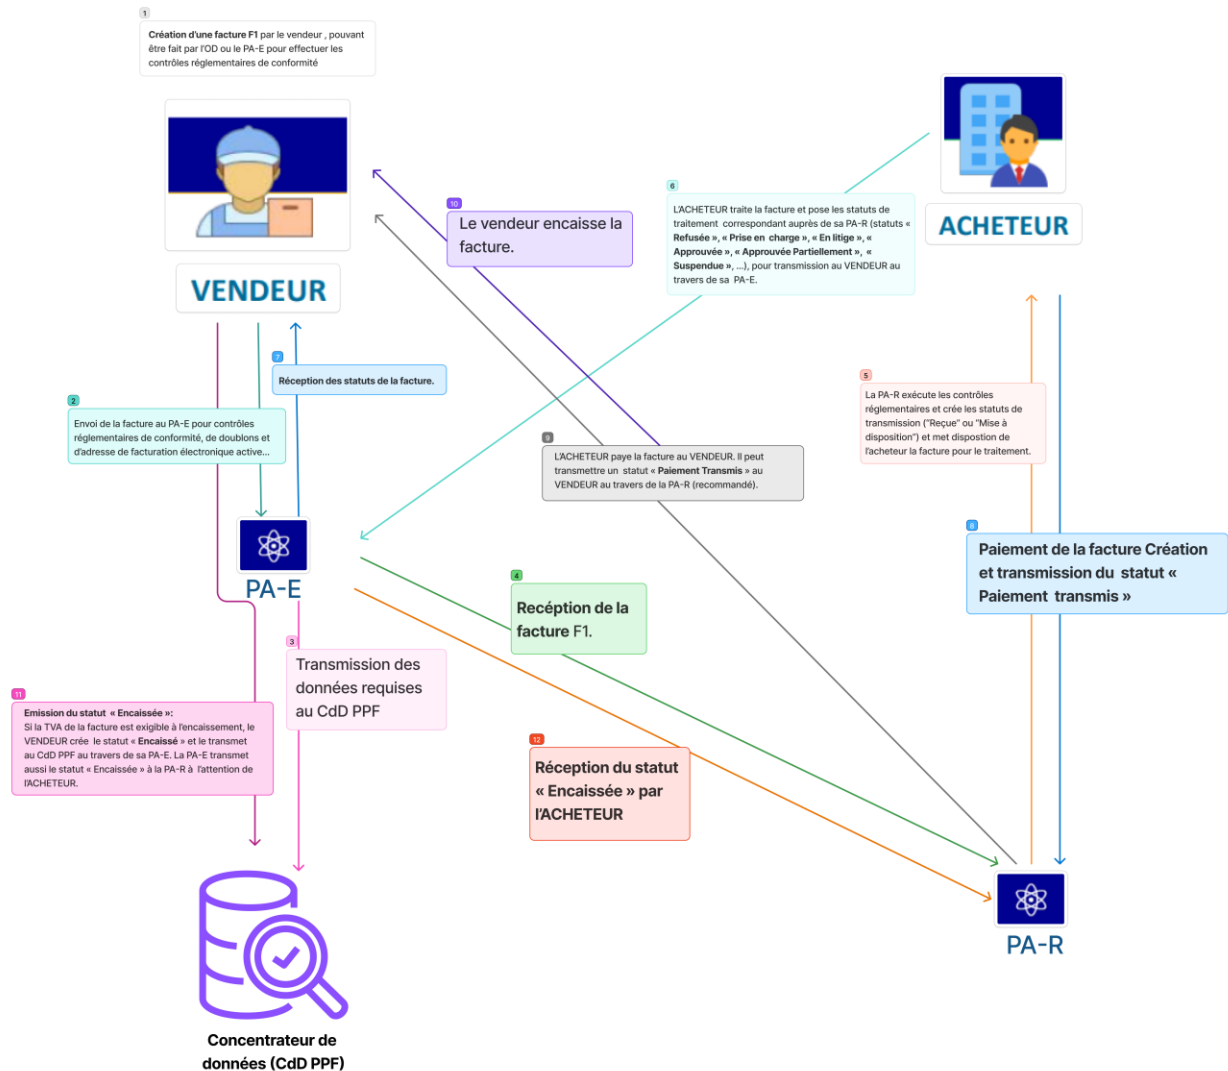 1
Création d'une facture F1 par le vendeur , pouvant
être fait par l'OD ou le PA-E pour effectuer les
contrôles réglementaires de conformité
VENDEUR
ACHETEUR
10
Le vendeur encaisse la
facture.
6
L'ACHETEUR traite la facture et pose les statuts de
traitement correspondant auprès de sa PA-R (statuts «
Refusée », « Prise en charge », « En litige », «
Approuvée », « Approuvée Partiellement », «
Suspendue », ...), pour transmission au VENDEUR au
travers de sa PA-E.
7
Réception des statuts de la facture.
2
Envoi de la facture au PA-E pour contrôles
réglementaires de conformité, de doublons et
d'adresse de facturation électronique active...
5
La PA-R exécute les contrôles
réglementaires et crée les statuts de
transmission ("Reçue" ou "Mise à
disposition") et met dispostion de
l'acheteur la facture pour le traitement.
9
L'ACHETEUR paye la facture au VENDEUR. Il peut
transmettre un statut « Paiement Transmis » au
VENDEUR au travers de la PA-R (recommandé).
8
Paiement de la facture Création
et transmission du statut «
Paiement transmis »
PA-E
4
Recéption de la
facture F1.
3
Transmission des
données requises
au CdD PPF
11
Emission du statut « Encaissée »:
Si la TVA de la facture est exigible à l'encaissement, le
VENDEUR crée le statut « Encaissé » et le transmet
au CdD PPF au travers de sa PA-E. La PA-E transmet
aussi le statut « Encaissée » à la PA-R à l'attention de
l'ACHETEUR.
12
Réception du statut
« Encaissée » par
l'ACHETEUR
PA-R
Concentrateur de
données (CdD PPF)